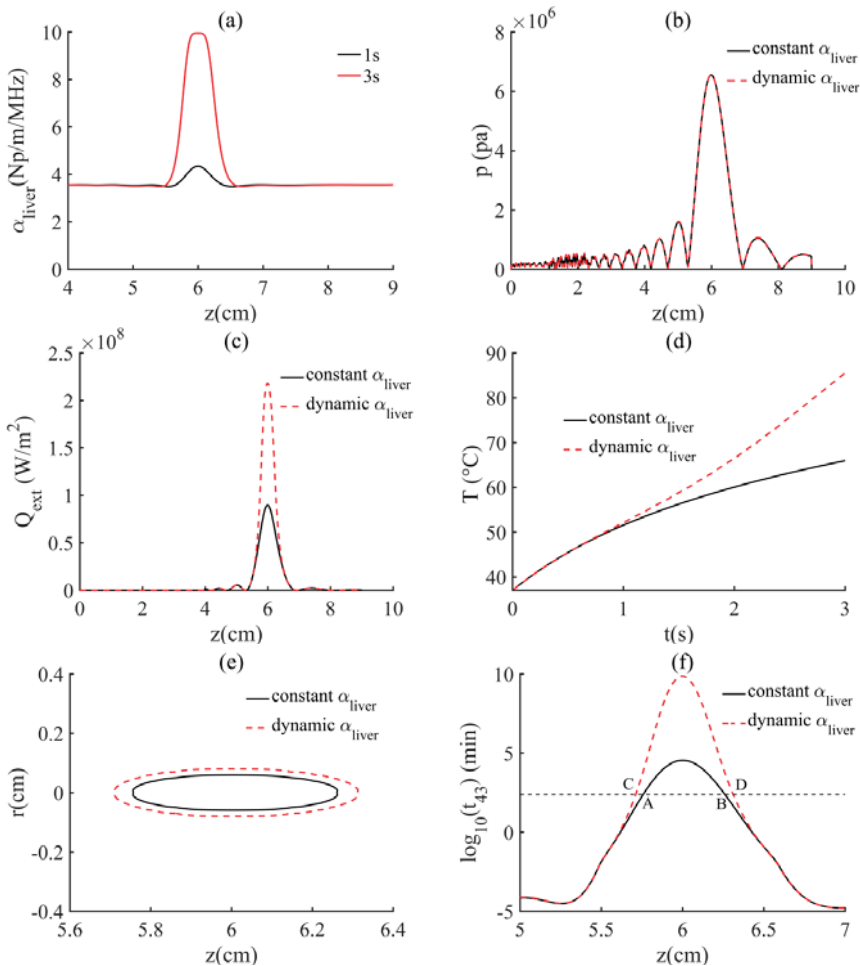 (a)
10
8
6
4
2
0
4
5
6
7
8
9
α_liver(Np/m/MHz)
z(cm)
1s
3s
(b)
×10^6
8
6
4
2
0
0
2
4
6
8
10
p (pa)
z(cm)
constant α_liver
dynamic α_liver
(c)
×10^8
2.5
2
1.5
1
0.5
0
0
2
4
6
8
10
Q_ext (W/m^2)
z(cm)
constant α_liver
dynamic α_liver
(d)
90
80
70
60
50
40
0
1
2
3
T (°C)
t(s)
constant α_liver
dynamic α_liver
(e)
0.4
0.2
0
-0.2
-0.4
5.6
5.8
6
6.2
6.4
r(cm)
z(cm)
constant α_liver
dynamic α_liver
(f)
10
5
0
-5
5
5.5
6
6.5
7
log_10(t_43) (min)
z(cm)
constant α_liver
dynamic α_liver
C
D
A
B